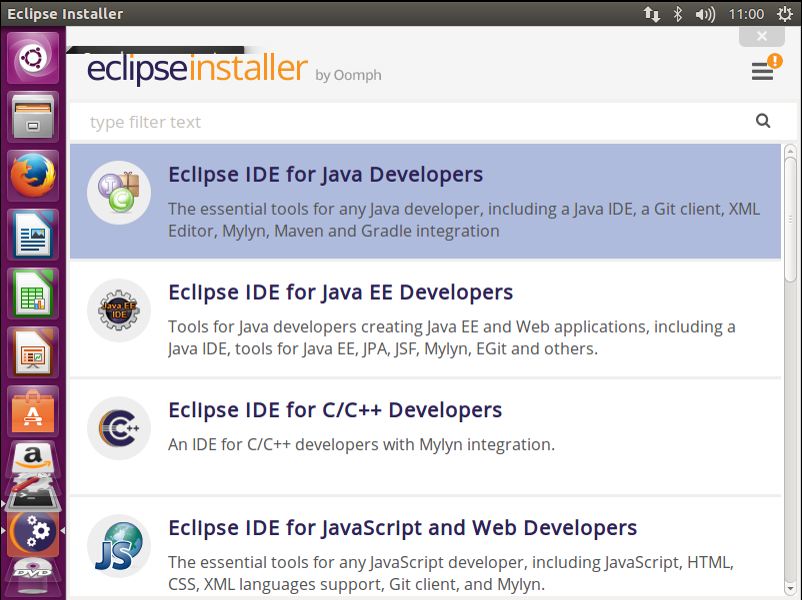 Eclipse Installer
11:00
eclipseinstaller by Oomph
type filter text
EclIpse IDE for Java Developers
The essential tools for any Java developer, including a Java IDE, a Git client, XML
Editor, Mylyn, Maven and Gradle integration
Java EE
IDE
EclIpse IDE for Java EE Developers
Tools for Java developers creating Java EE and Web applications, including a
Java IDE, tools for Java EE, JPA, JSF, Mylyn, EGit and others.
C++
EclIpse IDE for C/C++ Developers
An IDE for C/C++ developers with Mylyn integration.
JS
EclIpse IDE for JavaScrIpt and Web Developers
The essential tools for any JavaScript developer, including JavaScript, HTML,
CSS, XML languages support, Git client, and Mylyn.
A
a
DVD